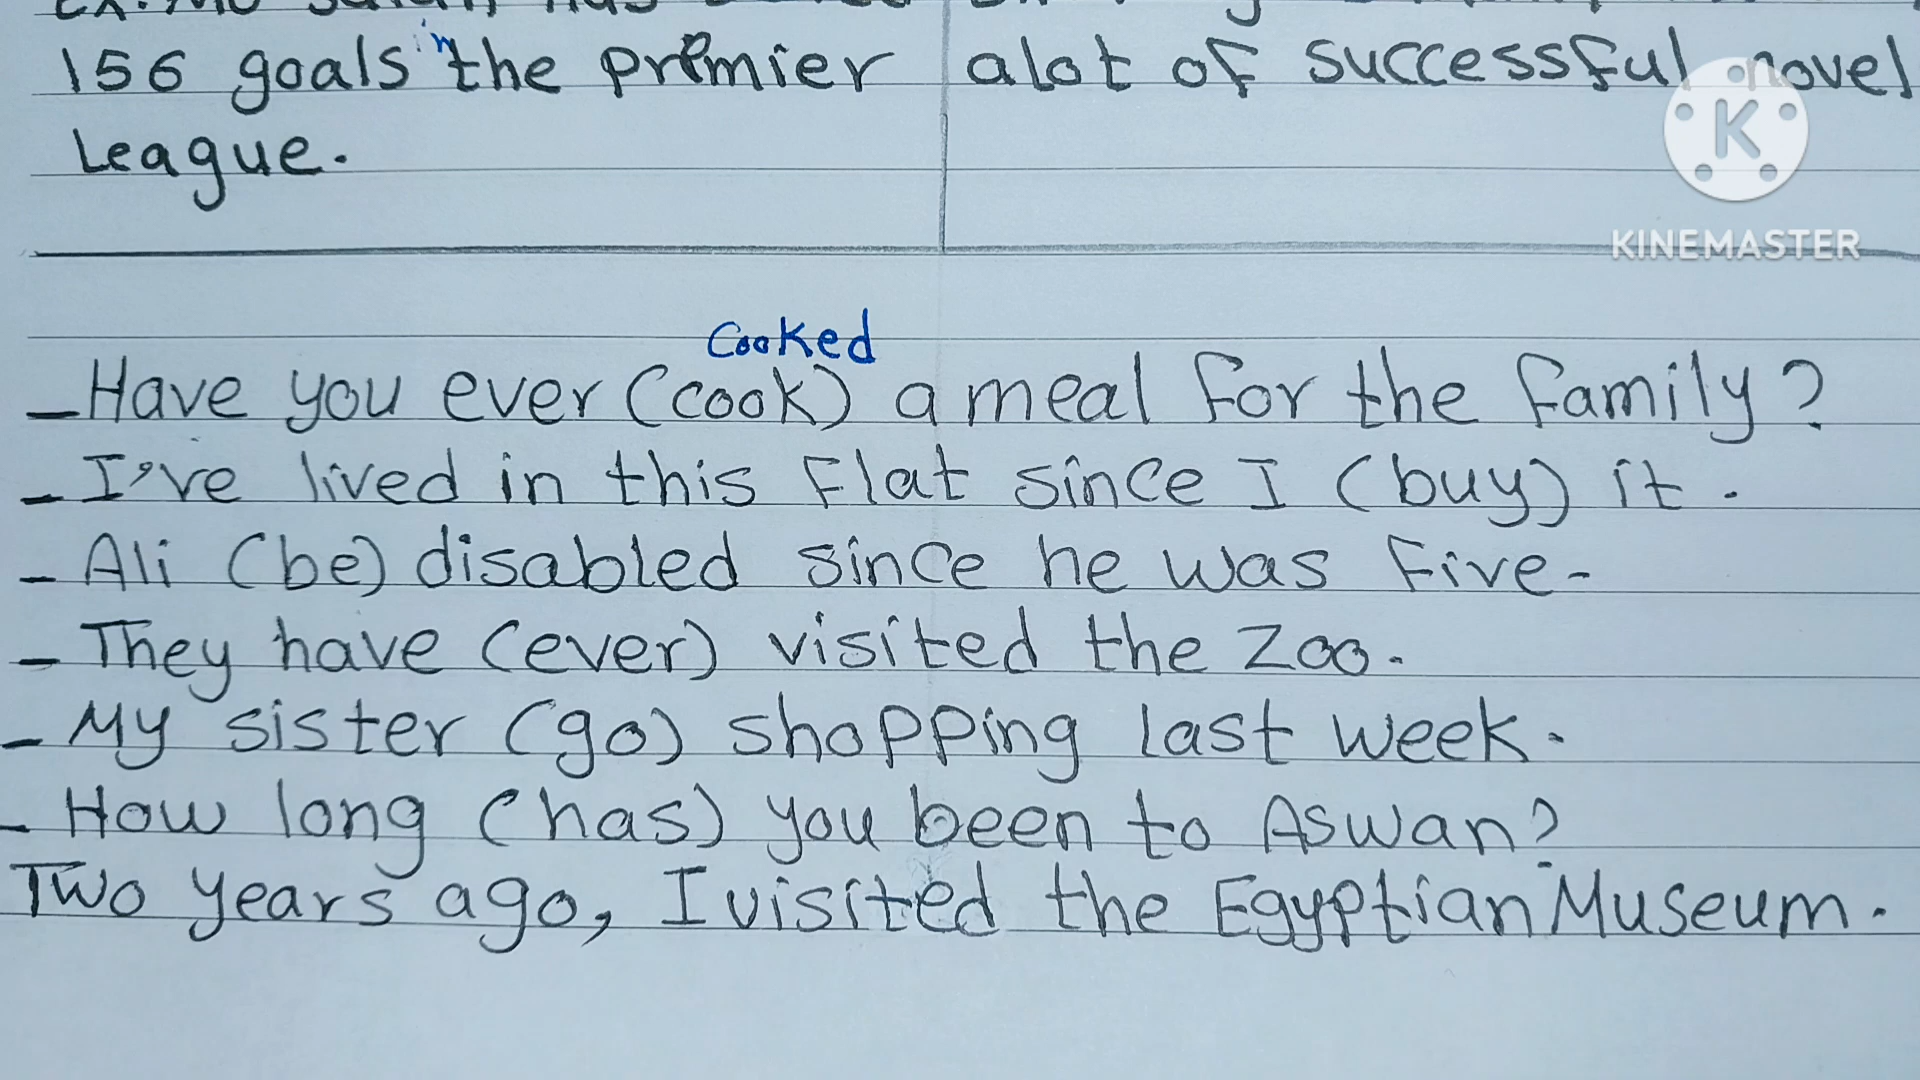 156 goals in the premier
League.
alot of successful novel
KINEMASTER
Cooked
- Have you ever (cook) a meal for the family?
- I've lived in this flat since I (buy) it.
- Ali (be) disabled since he was five-
- They have (ever) visited the zoo.
- My sister (go) shopping last week.
- How long (has) you been to Aswan?
Two years ago, I visited the Egyptian Museum.